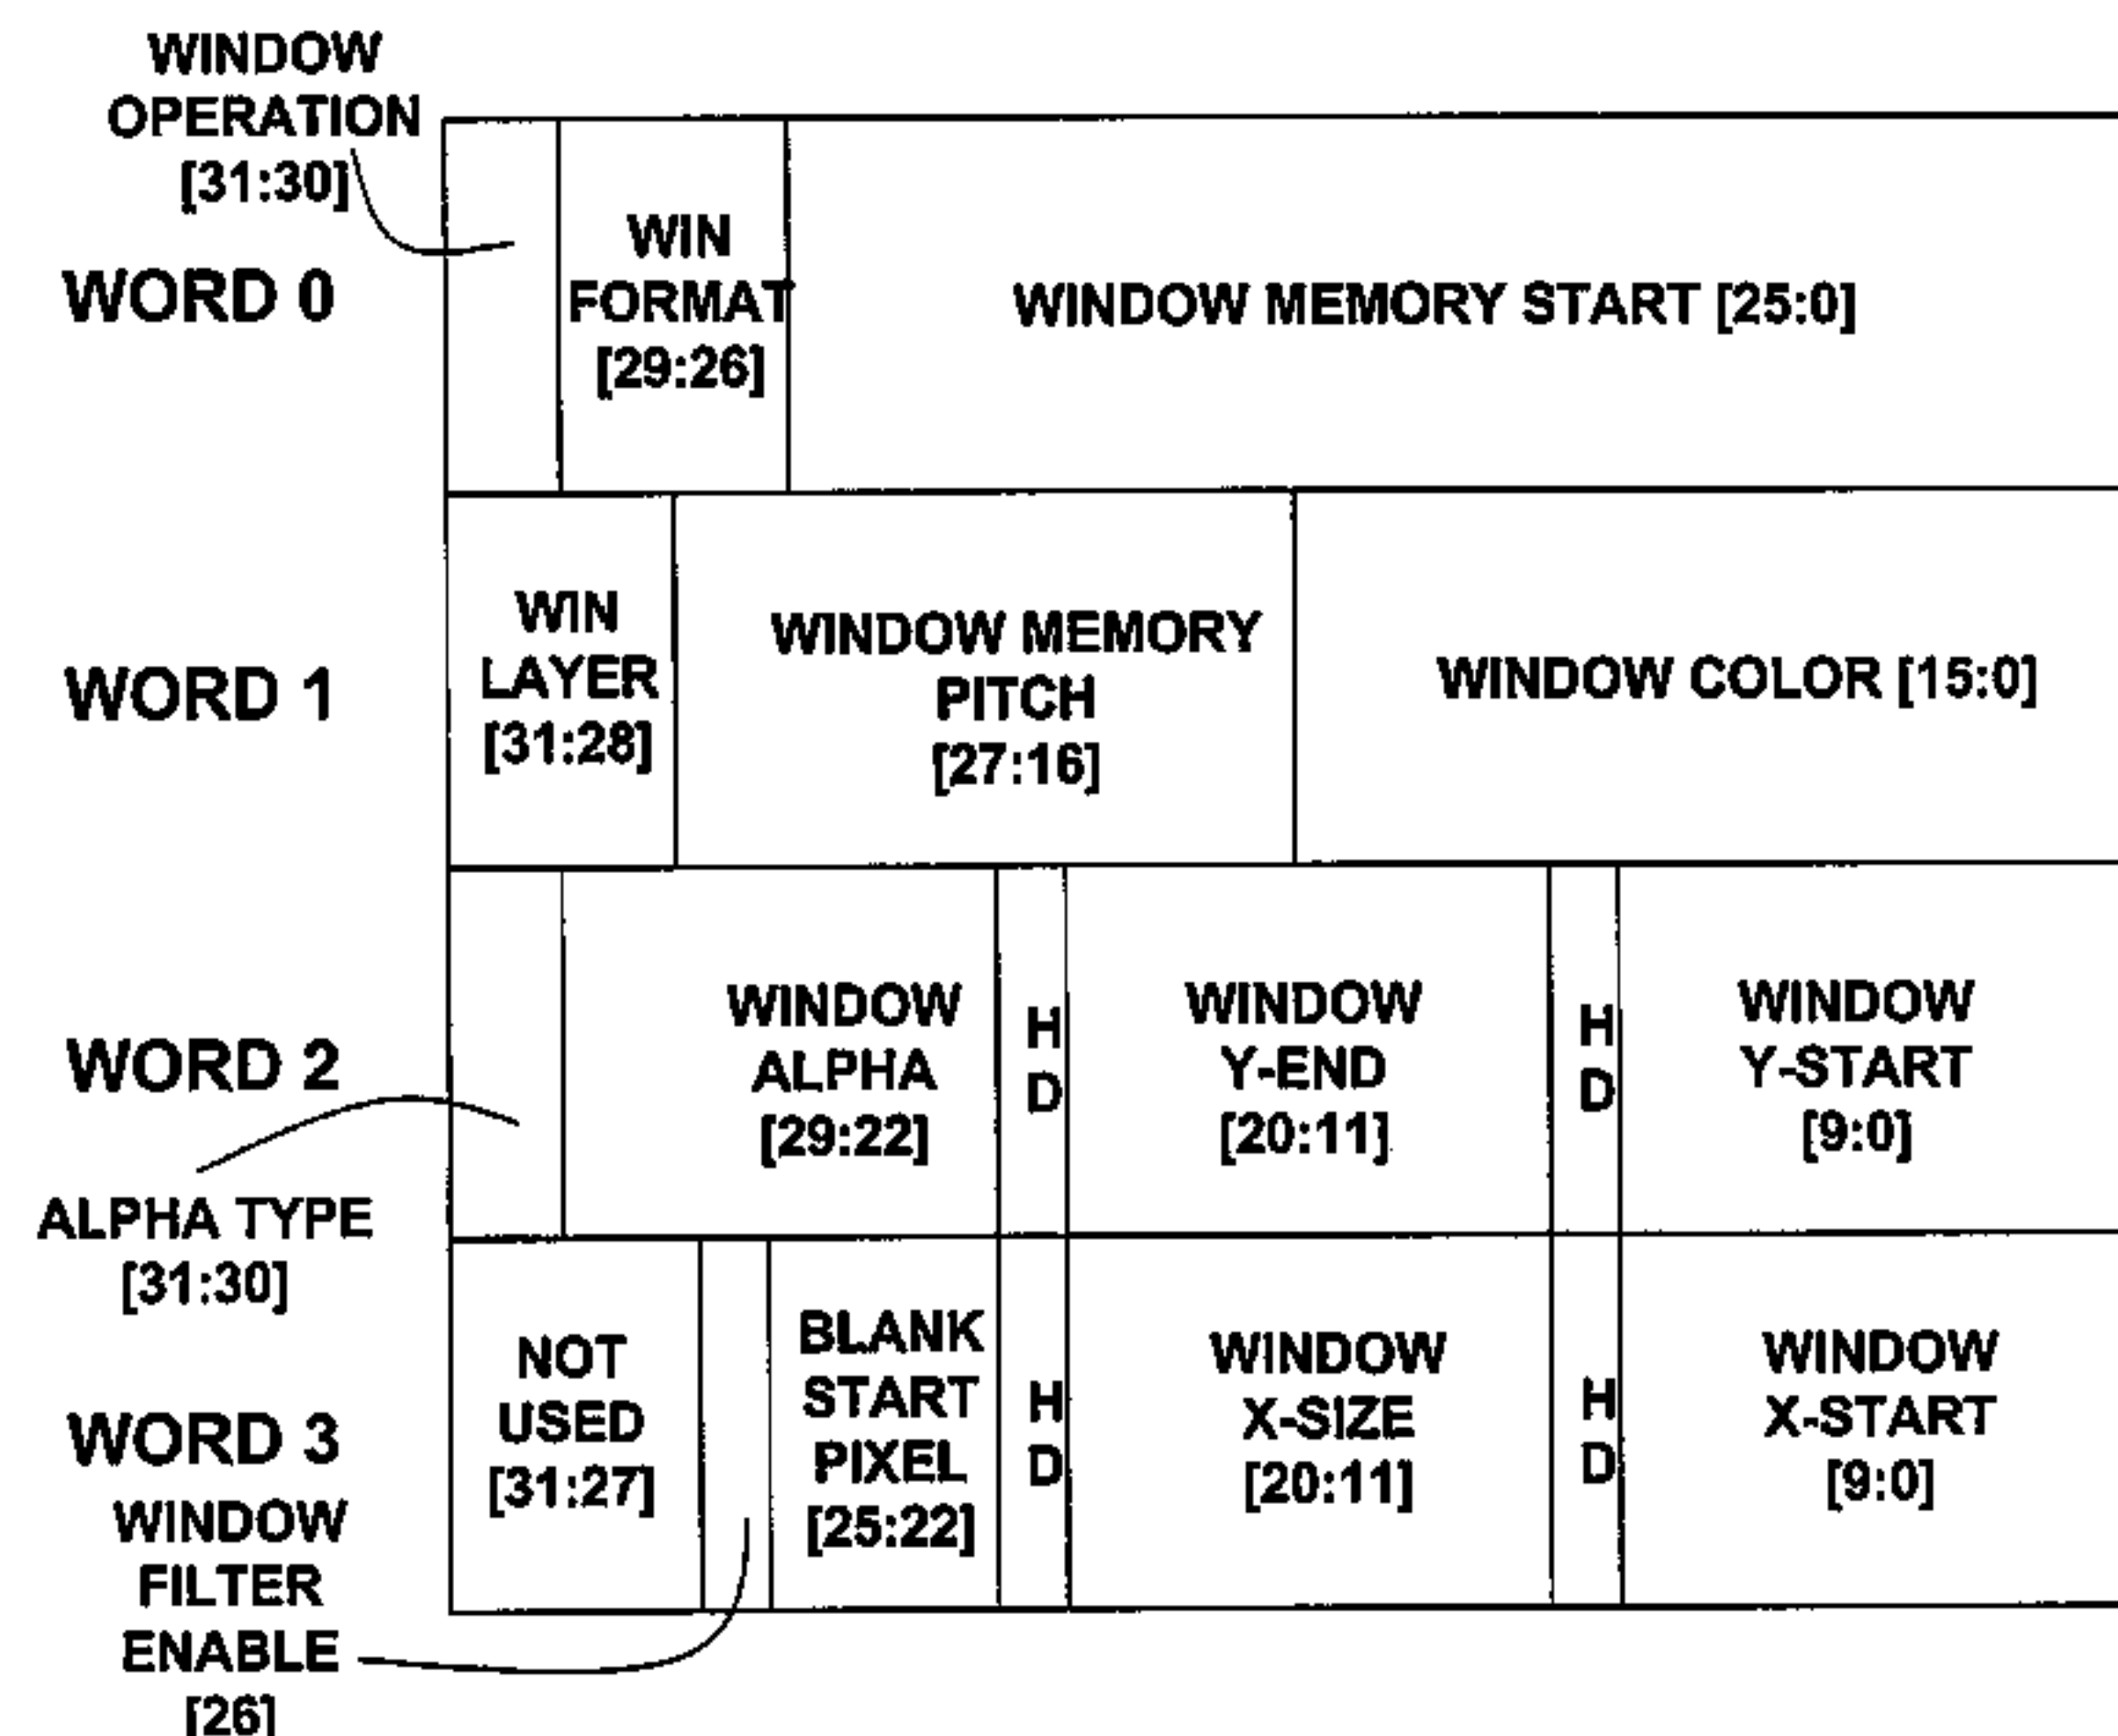 WINDOW
OPERATION
[31:30]
WORD 0
WIN
FORMAT
[29:26]
WINDOW MEMORY START [25:0]
WORD 1
WIN
LAYER
[31:28]
WINDOW MEMORY
PITCH
[27:16]
WINDOW COLOR [15:0]
WORD 2
ALPHA TYPE
[31:30]
WINDOW
ALPHA
[29:22]
H
D
WINDOW
Y-END
[20:11]
H
D
WINDOW
Y-START
[9:0]
WORD 3
NOT
USED
[31:27]
WINDOW
FILTER
ENABLE
[26]
BLANK
START
PIXEL
[25:22]
H
D
WINDOW
X-SIZE
[20:11]
H
D
WINDOW
X-START
[9:0]